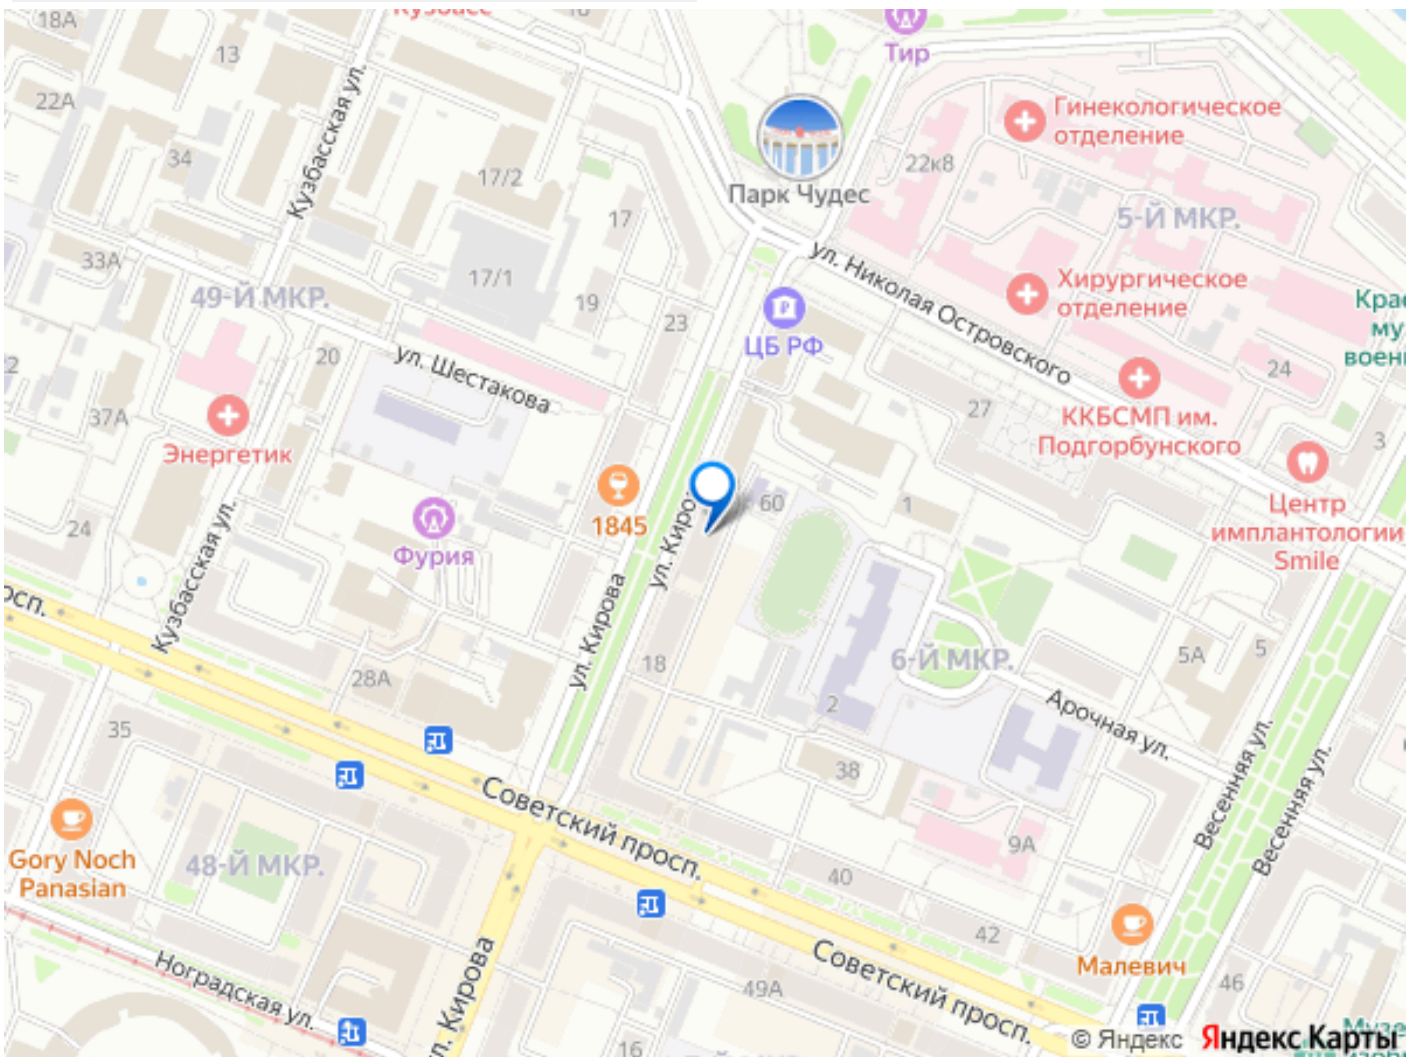 18А
Кузбасс
16
Тир
13
22А
Кузбасская ул.
Гинекологическое
отделение
34
17/2
22к8
Парк Чудес
17
5-Й МКР.
33А
ул. Николая Островского
17/1
49-Й МКР.
Хирургическое
отделение
19
23
ЦБ РФ
20
ул. Шестакова
24
37А
27
ККБСМП им.
Подгорбунского
3
Энергетик
60
1
1845
Центр
имплантологии
Smile
24
Фурия
Кузбасская ул.
ул. Кирова
18
28А
6-Й МКР.
5А
5
2
Арочная ул.
35
38
Весенняя ул.
Весенняя ул.
Советский просп.
Gory Noch
Panasian
48-Й МКР.
9А
40
42
Малевич
Советский просп.
Ноградская ул.
49А
46
16
© Яндекс Яндекс Карты